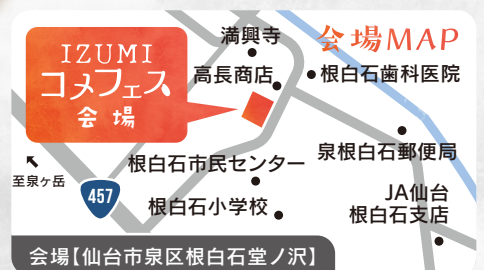 会場MAP
IZUMI
コメフェス
会場
満興寺
高長商店
根白石歯科医院
泉根白石郵便局
根白石市民センター
至泉ヶ岳
457
根白石小学校
JA仙台
根白石支店
会場【仙台市泉区根白石堂ノ沢】